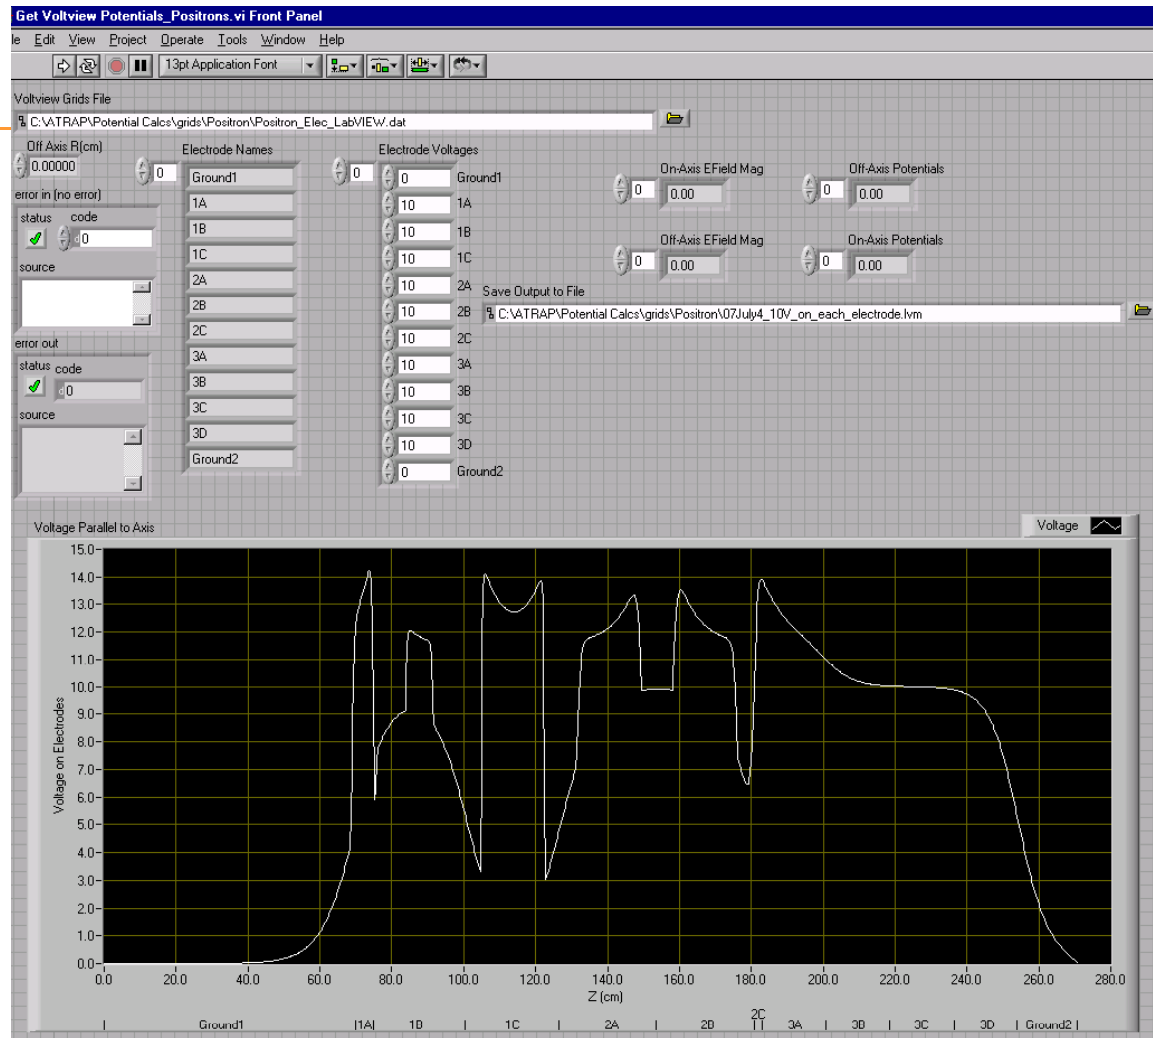 Get Voltview Potentials_Positrons.vi Front Panel
le Edit View Project Operate Tools Window Help
13pt Application Font
Voltview Grids File
C:\ATRAP\Potential Calcs\grids\Positron\Positron_Elec_LabVIEW.dat
Off Axis R(cm)
0.00000
error in (no error)
status code
0
source
error out
status code
0
source
Electrode Names
0
Ground1
1A
1B
1C
2A
2B
2C
3A
3B
3C
3D
Ground2
Electrode Voltages
0
0 Ground1
10 1A
10 1B
10 1C
10 2A
10 2B
10 2C
10 3A
10 3B
10 3C
10 3D
0 Ground2
On-Axis EField Mag
0 0.00
Off-Axis Potentials
0 0.00
Off-Axis EField Mag
0 0.00
On-Axis Potentials
0 0.00
Save Output to File
C:\ATRAP\Potential Calcs\grids\Positron\07July4_10V_on_each_electrode.lvm
Voltage Parallel to Axis
Voltage
15.0
14.0
13.0
12.0
11.0
10.0
9.0
8.0
7.0
6.0
5.0
4.0
3.0
2.0
1.0
0.0
Voltage on Electrodes
0.0 20.0 40.0 60.0 80.0 100.0 120.0 140.0 160.0 180.0 200.0 220.0 240.0 260.0 280.0
Z (cm)
2C
| Ground1 |1A| 1B | 1C | 2A | 2B | | 3A | 3B | 3C | 3D | Ground2 |